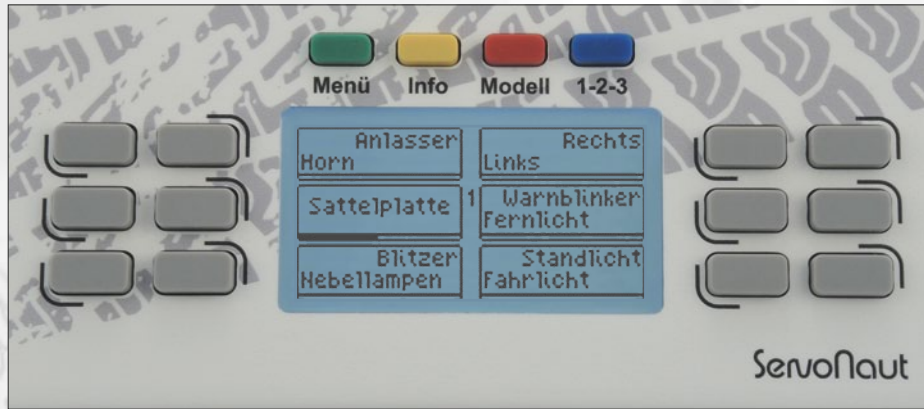 Menü Info Modell 1-2-3
Anlasser
Horn
Rechts
Links
Sattelplatte
1
Warnblinker
Fernlicht
Blitzer
Nebellampen
Standlicht
Fahrlicht
ServoNaut